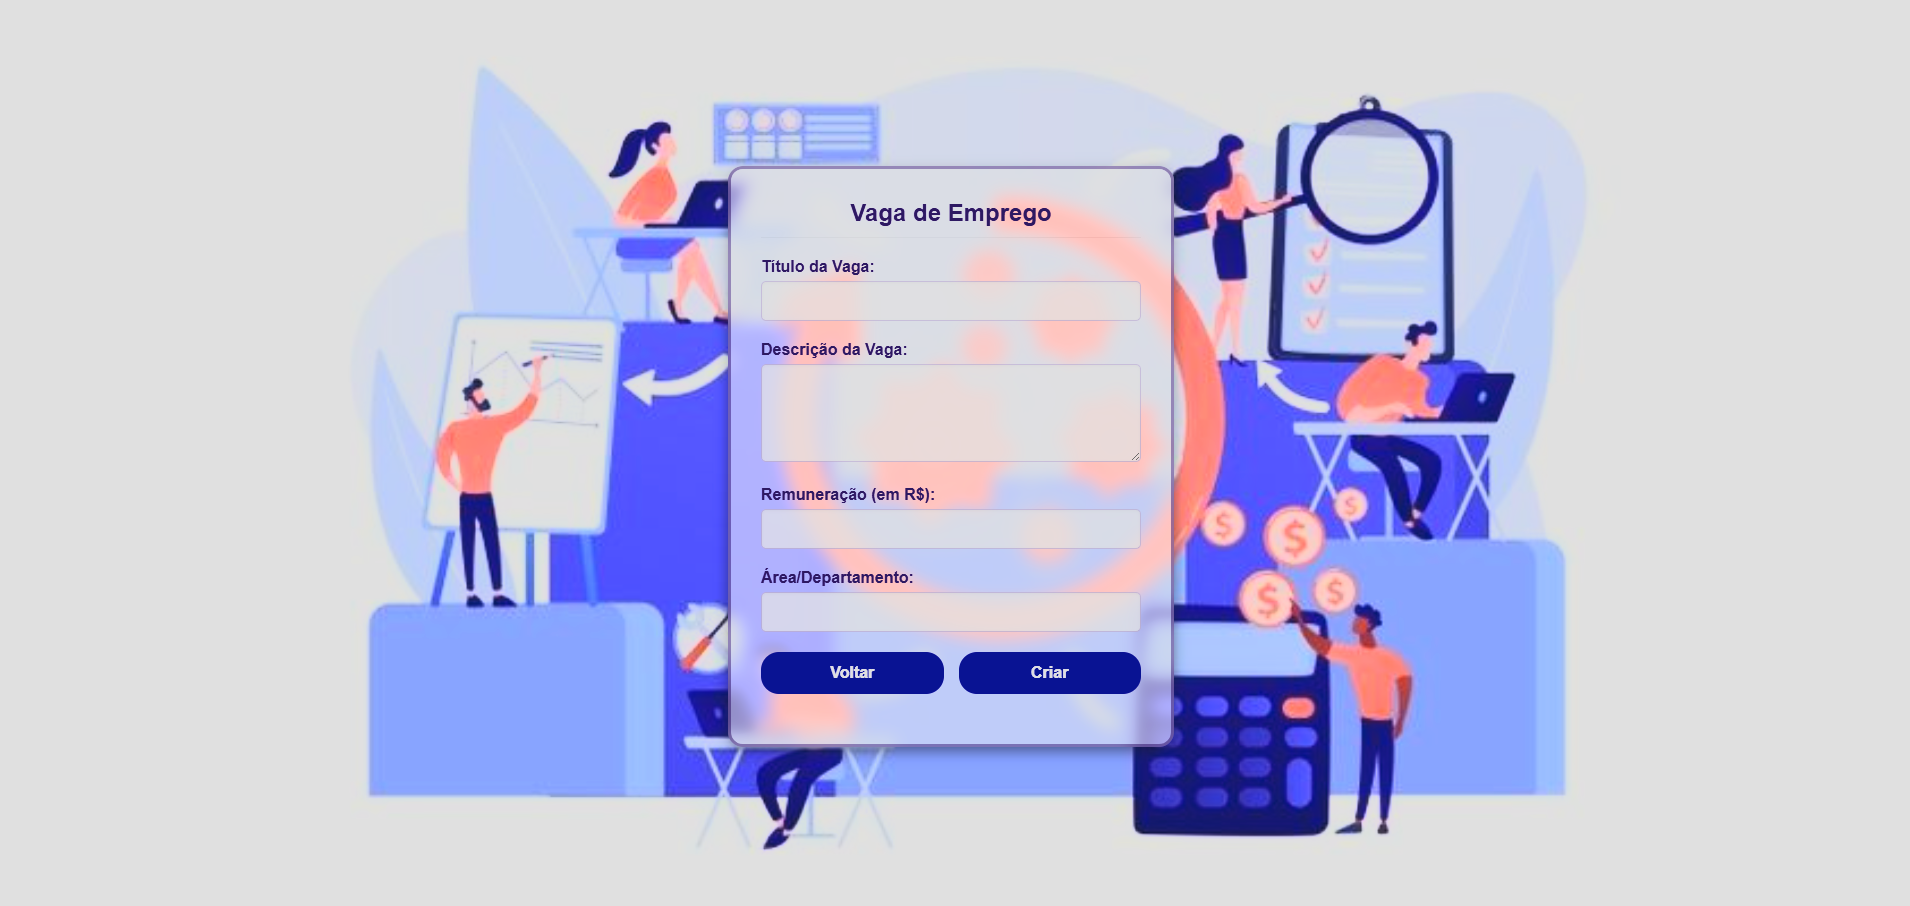 Vaga de Emprego
Título da Vaga:
Descrição da Vaga:
Remuneração (em R$):
Área/Departamento:
Voltar
Criar
$
$
$
$
$